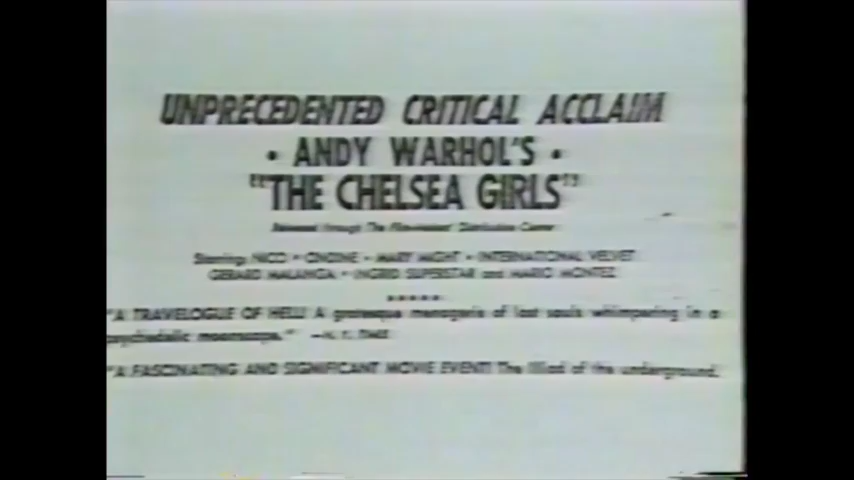 UNPRECEDENTED CRITICAL ACCLAIM
• ANDY WARHOL'S •
"THE CHELSEA GIRLS"
Released through The Film-Makers' Distribution Center
Starring: NICO • ONDINE • MARY MIGHT • INTERNATIONAL VELVET
GERARD MALANGA • INGRID SUPERSTAR and MARIO MONTEZ
•••••
"A TRAVELOGUE OF HELL! A grotesque menagerie of lost souls whimpering in a
psychedelic moonscape." —N. Y. TIMES
"A FASCINATING AND SIGNIFICANT MOVIE EVENT! The Illiad of the underground.